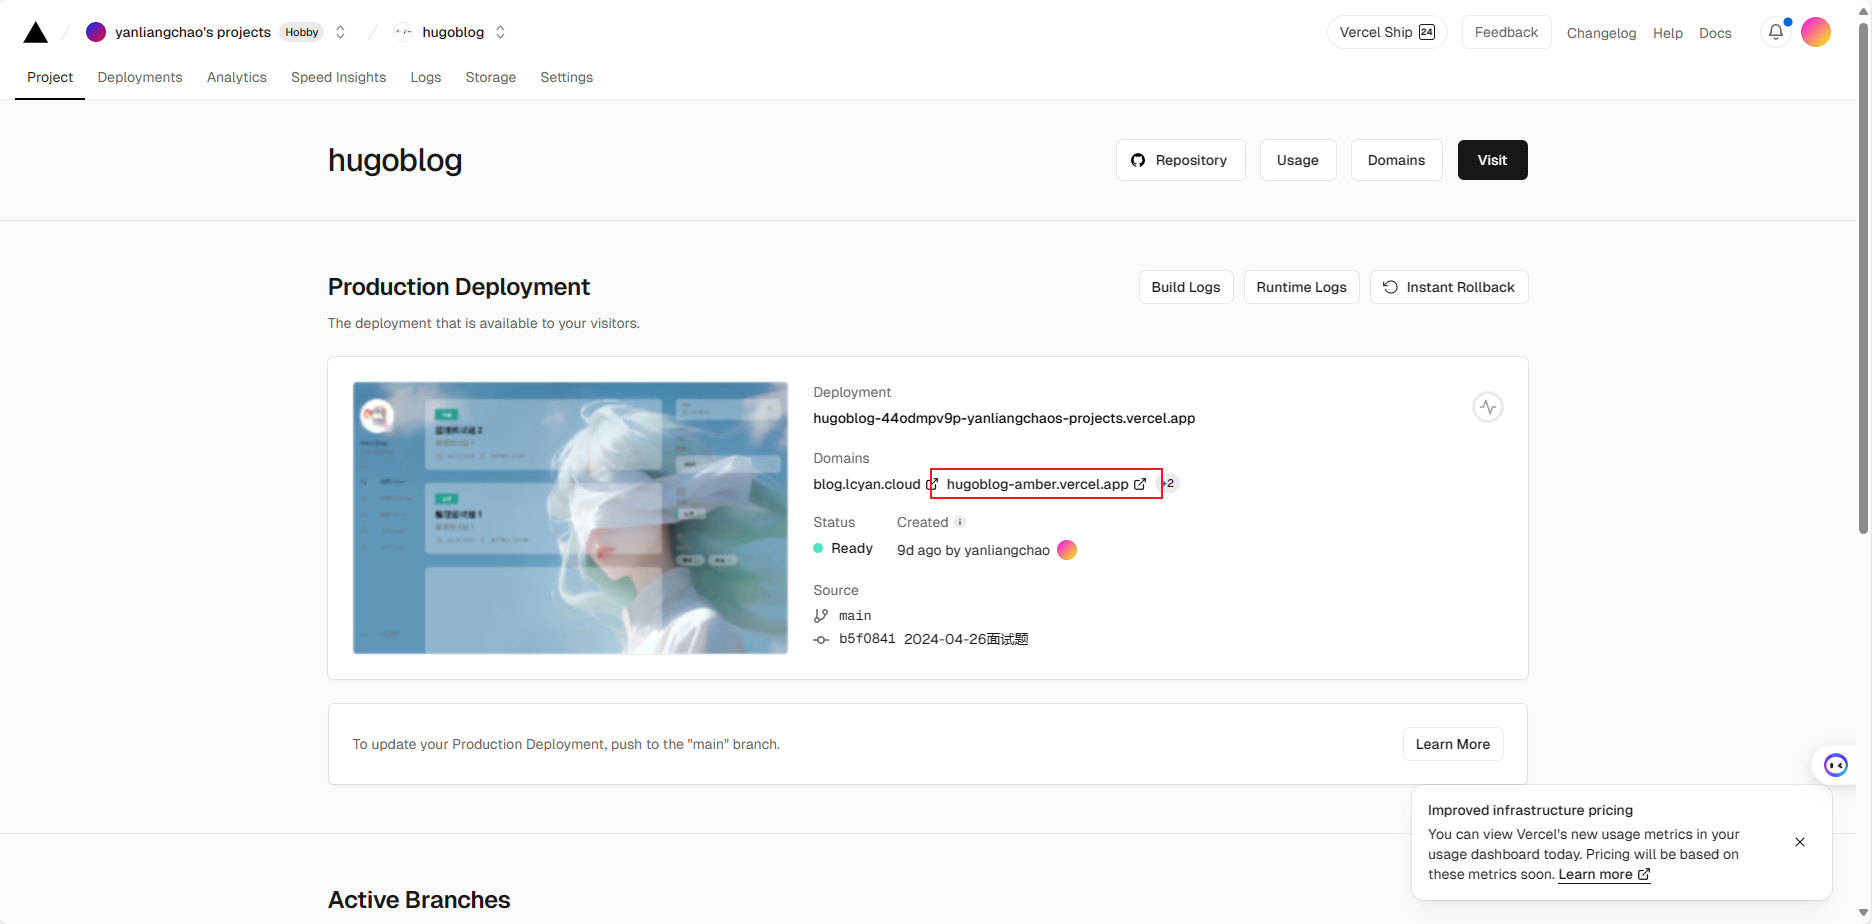 yanliangchao's projects Hobby hugoblog Vercel Ship 24 Feedback Changelog Help Docs
Project Deployments Analytics Speed Insights Logs Storage Settings
hugoblog Repository Usage Domains Visit
Production Deployment Build Logs Runtime Logs Instant Rollback
The deployment that is available to your visitors.
Deployment
hugoblog-44odmpv9p-yanliangchaos-projects.vercel.app
Domains
blog.lcyan.cloud hugoblog-amber.vercel.app +2
Status Created
Ready 9d ago by yanliangchao
Source
main
b5f0841 2024-04-26面试题
To update your Production Deployment, push to the "main" branch. Learn More
Improved infrastructure pricing
You can view Vercel's new usage metrics in your
usage dashboard today. Pricing will be based on
these metrics soon. Learn more
Active Branches